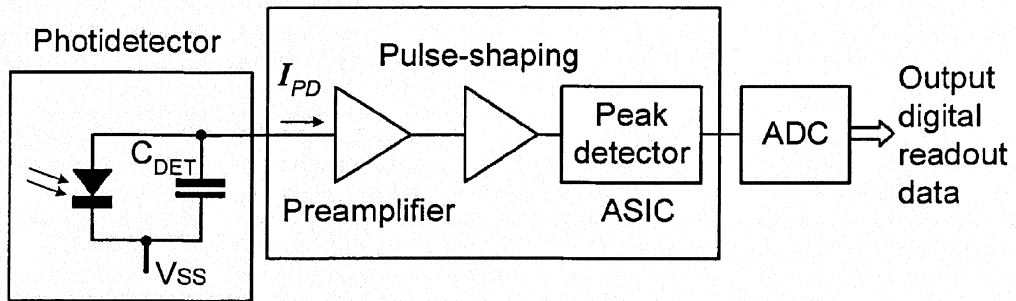 Photidetector
C_DET
VSS
I_PD
Pulse-shaping
Preamplifier
Peak
detector
ASIC
ADC
Output
digital
readout
data